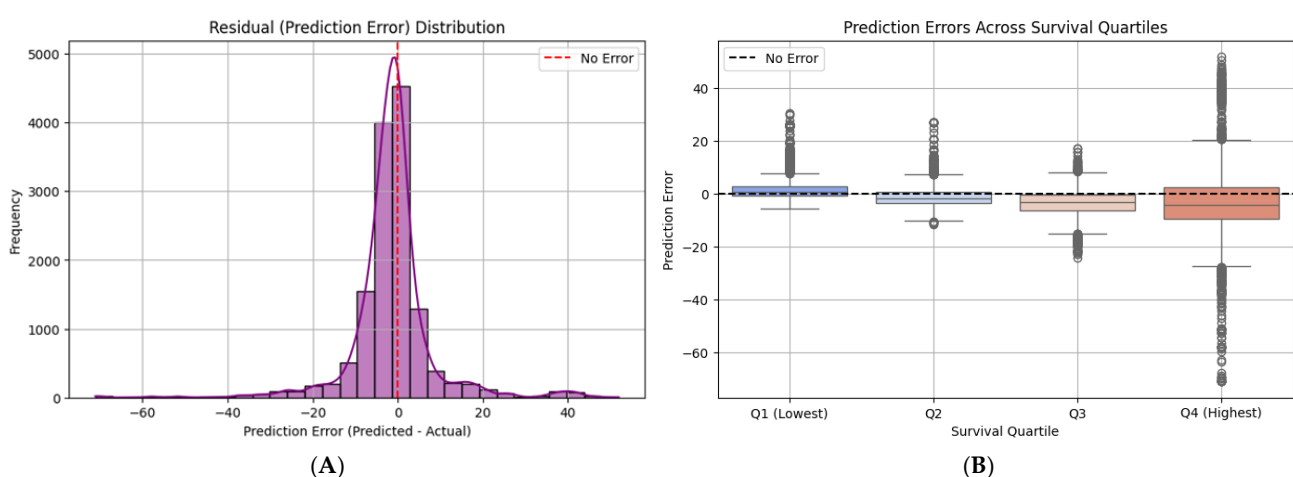 Residual (Prediction Error) Distribution
No Error
5000
4000
3000
2000
1000
0
Frequency
−60
−40
−20
0
20
40
Prediction Error (Predicted - Actual)
(A)
Prediction Errors Across Survival Quartiles
No Error
40
20
0
−20
−40
−60
Prediction Error
Q1 (Lowest)
Q2
Q3
Q4 (Highest)
Survival Quartile
(B)